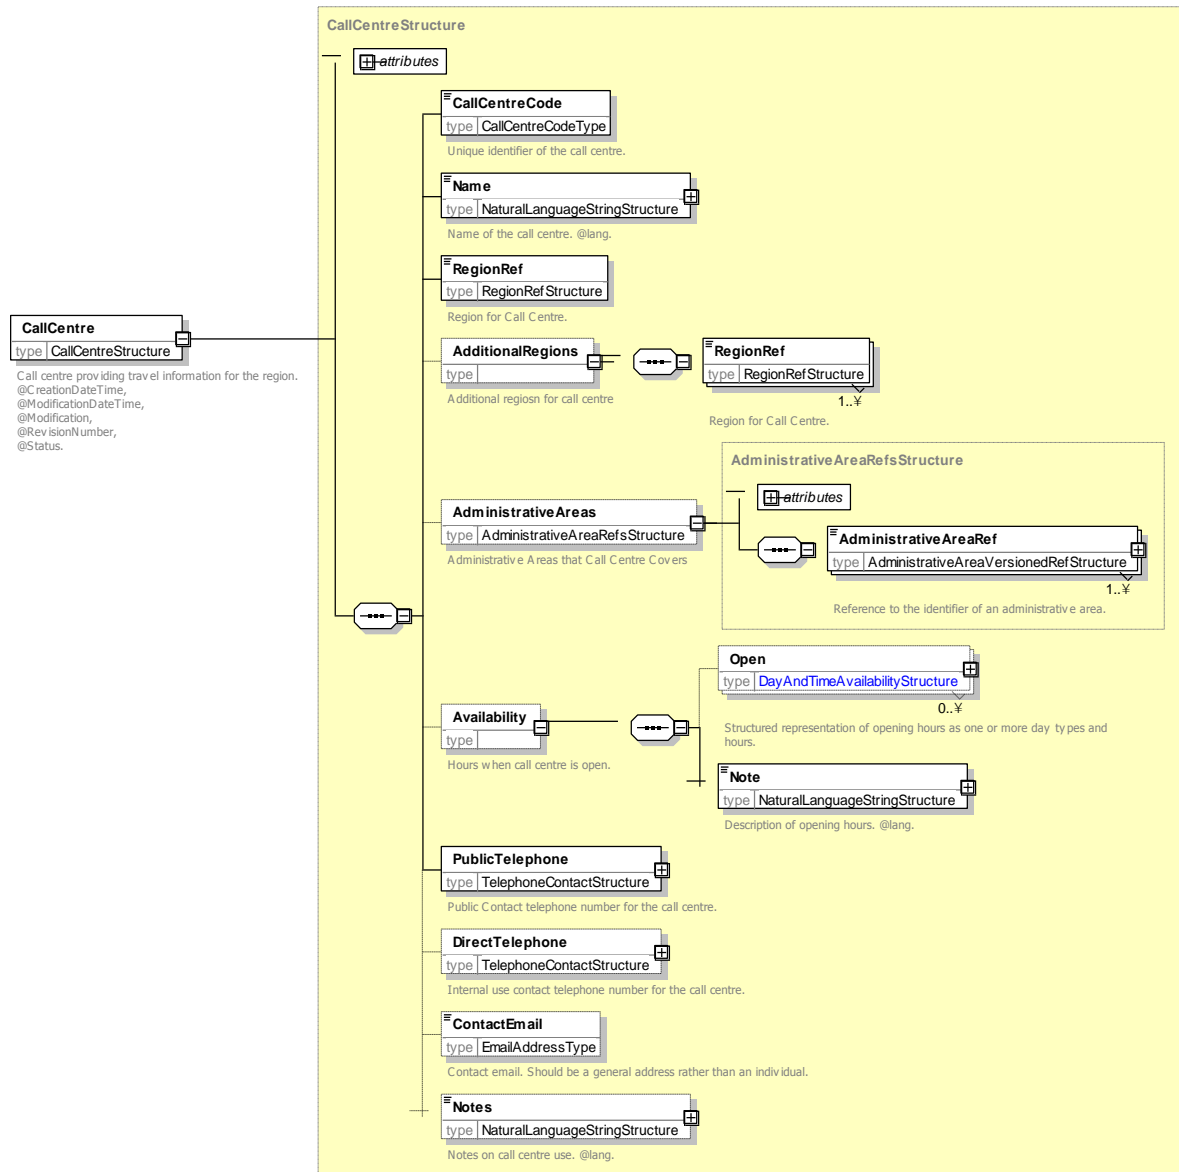 CallCentreStructure
attributes
CallCentreCode
type CallCentreCodeType
Unique identifier of the call centre.
Name
type NaturalLanguageStringStructure
Name of the call centre. @lang.
RegionRef
type RegionRefStructure
Region for Call Centre.
CallCentre
type CallCentreStructure
Call centre providing travel information for the region.
@CreationDateTime,
@ModificationDateTime,
@Modification,
@RevisionNumber,
@Status.
AdditionalRegions
type
Additional regiosn for call centre
RegionRef
type RegionRefStructure
1..¥
Region for Call Centre.
AdministrativeAreaRefsStructure
attributes
AdministrativeAreas
type AdministrativeAreaRefsStructure
Administrative Areas that Call Centre Covers
AdministrativeAreaRef
type AdministrativeAreaVersionedRefStructure
1..¥
Reference to the identifier of an administrative area.
Open
type DayAndTimeAvailabilityStructure
0..¥
Structured representation of opening hours as one or more day types and
hours.
Availability
type
Hours when call centre is open.
Note
type NaturalLanguageStringStructure
Description of opening hours. @lang.
PublicTelephone
type TelephoneContactStructure
Public Contact telephone number for the call centre.
DirectTelephone
type TelephoneContactStructure
Internal use contact telephone number for the call centre.
ContactEmail
type EmailAddressType
Contact email. Should be a general address rather than an individual.
Notes
type NaturalLanguageStringStructure
Notes on call centre use. @lang.